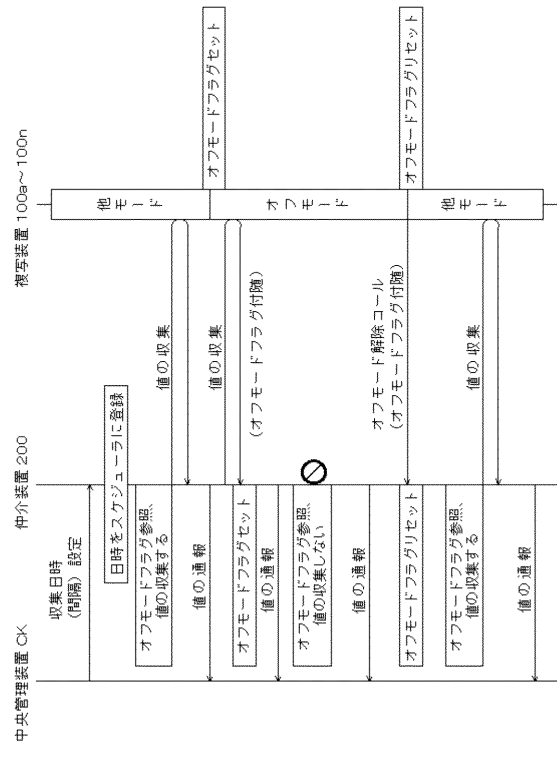 中央管理装置 CK
仲介装置 200
複写装置 100a～100n
収集日時
(間隔) 設定
日時をスケジューラに登録
他モード
オフモードフラグ参照、
値の収集する
値の収集
値の通報
オフモードフラグセット
オフモードフラグセット
値の収集
(オフモードフラグ付随)
値の通報
オフモード
オフモードフラグ参照、
値の収集しない
値の通報
オフモードフラグリセット
オフモード解除コール
(オフモードフラグ付随)
オフモードフラグリセット
他モード
オフモードフラグ参照、
値の収集する
値の収集
値の通報